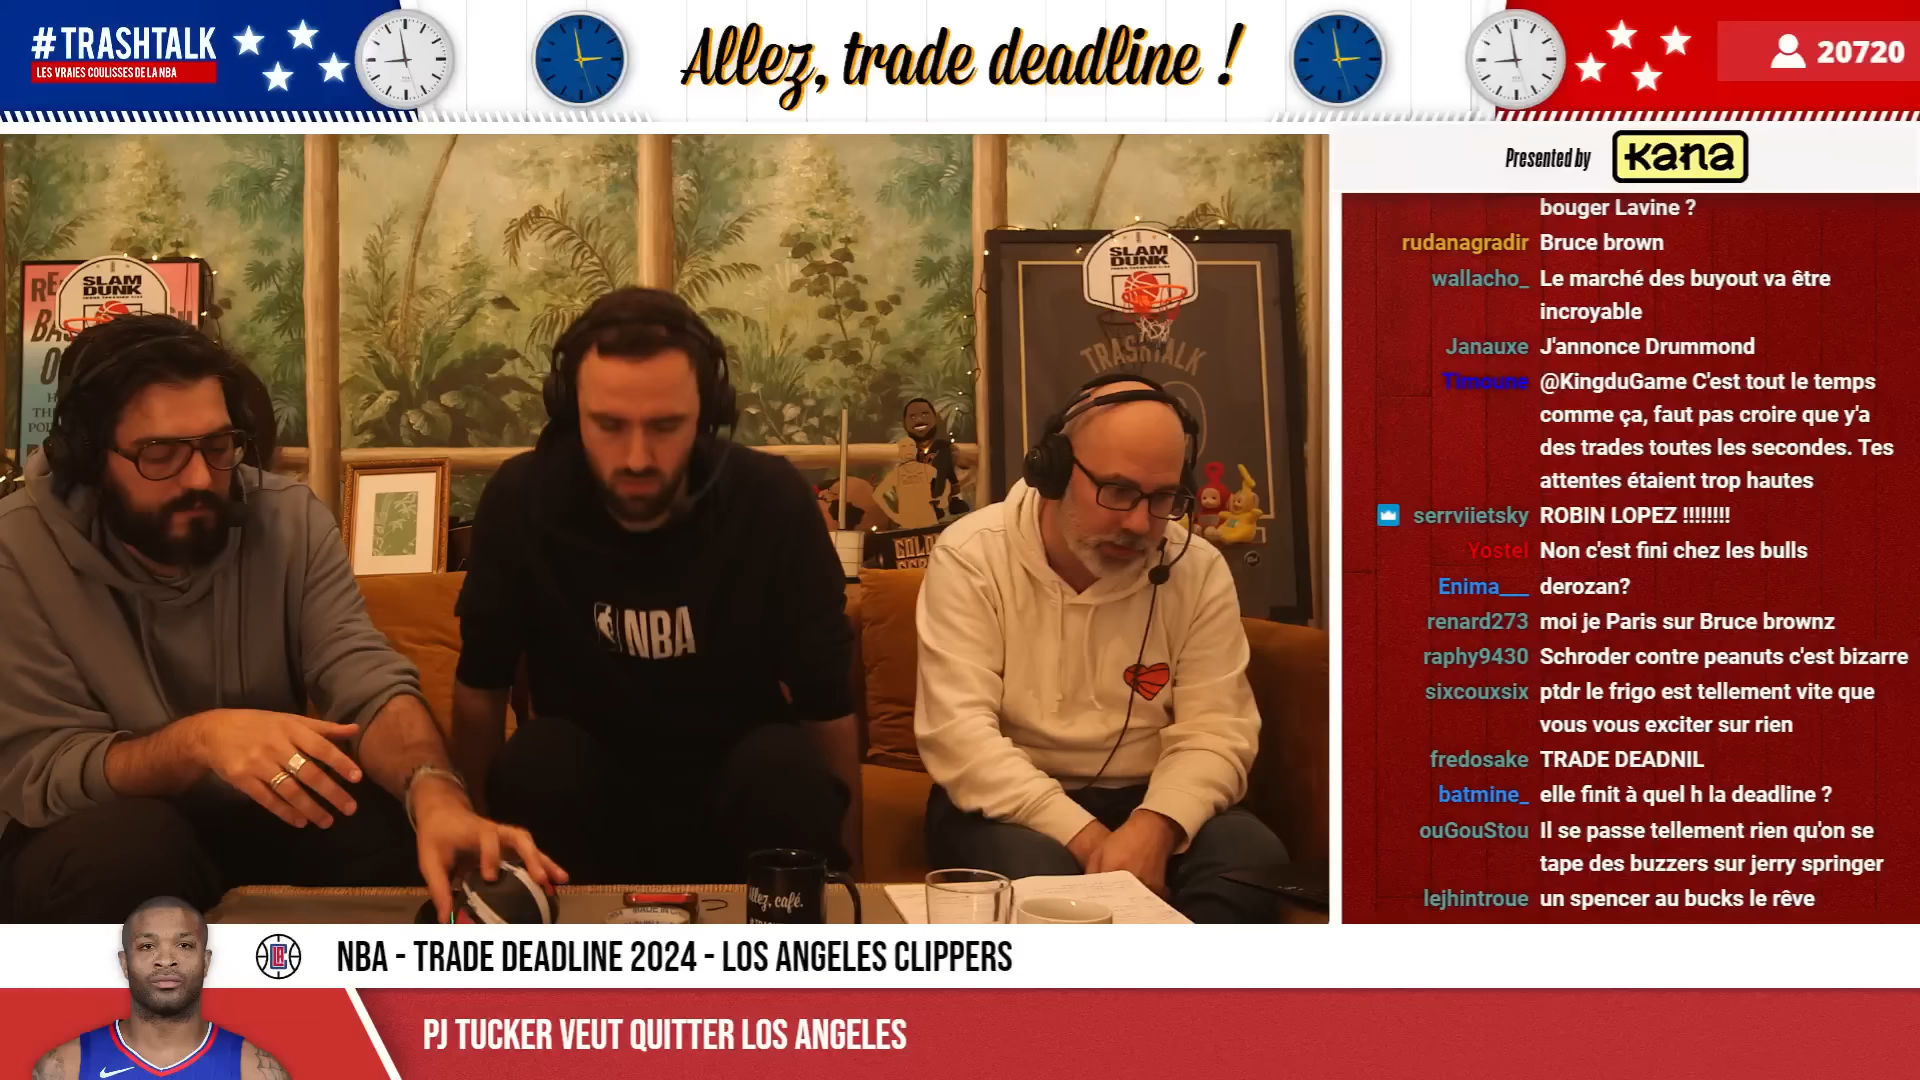 #TRASHTALK
LES VRAIES COULISSES DE LA NBA
Allez, trade deadline !
20720
Presented by kana
bouger Lavine ?
rudanagradir Bruce brown
wallacho_ Le marché des buyout va être
incroyable
Janauxe J'annonce Drummond
Timoune @KingduGame C'est tout le temps
comme ça, faut pas croire que y'a
des trades toutes les secondes. Tes
attentes étaient trop hautes
serrviietsky ROBIN LOPEZ !!!!!!!!
Yostel Non c'est fini chez les bulls
Enima___ derozan?
renard273 moi je Paris sur Bruce brownz
raphy9430 Schroder contre peanuts c'est bizarre
sixcouxsix ptdr le frigo est tellement vite que
vous vous exciter sur rien
fredosake TRADE DEADNIL
batmine_ elle finit à quel h la deadline ?
ouGouStou Il se passe tellement rien qu'on se
tape des buzzers sur jerry springer
lejhintroue un spencer au bucks le rêve
SLAM
DUNK
SLAM
DUNK
TRASHTALK
NBA
Allez, café.
NBA - TRADE DEADLINE 2024 - LOS ANGELES CLIPPERS
PJ TUCKER VEUT QUITTER LOS ANGELES